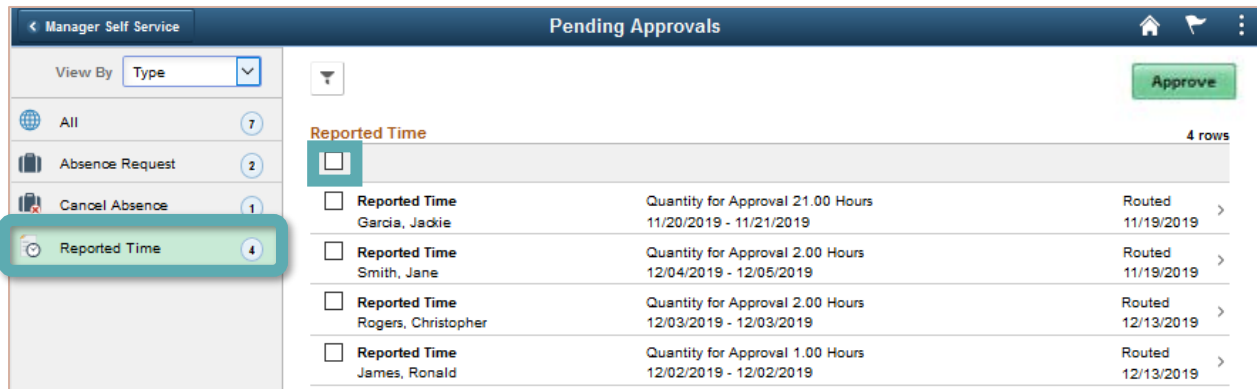 Manager Self Service
Pending Approvals
View By Type
Approve
All 7
Absence Request 2
Cancel Absence 1
Reported Time 4
Reported Time
4 rows
Reported Time Quantity for Approval 21.00 Hours Routed
Garcia, Jackie 11/20/2019 - 11/21/2019 11/19/2019
Reported Time Quantity for Approval 2.00 Hours Routed
Smith, Jane 12/04/2019 - 12/05/2019 11/19/2019
Reported Time Quantity for Approval 2.00 Hours Routed
Rogers, Christopher 12/03/2019 - 12/03/2019 12/13/2019
Reported Time Quantity for Approval 1.00 Hours Routed
James, Ronald 12/02/2019 - 12/02/2019 12/13/2019